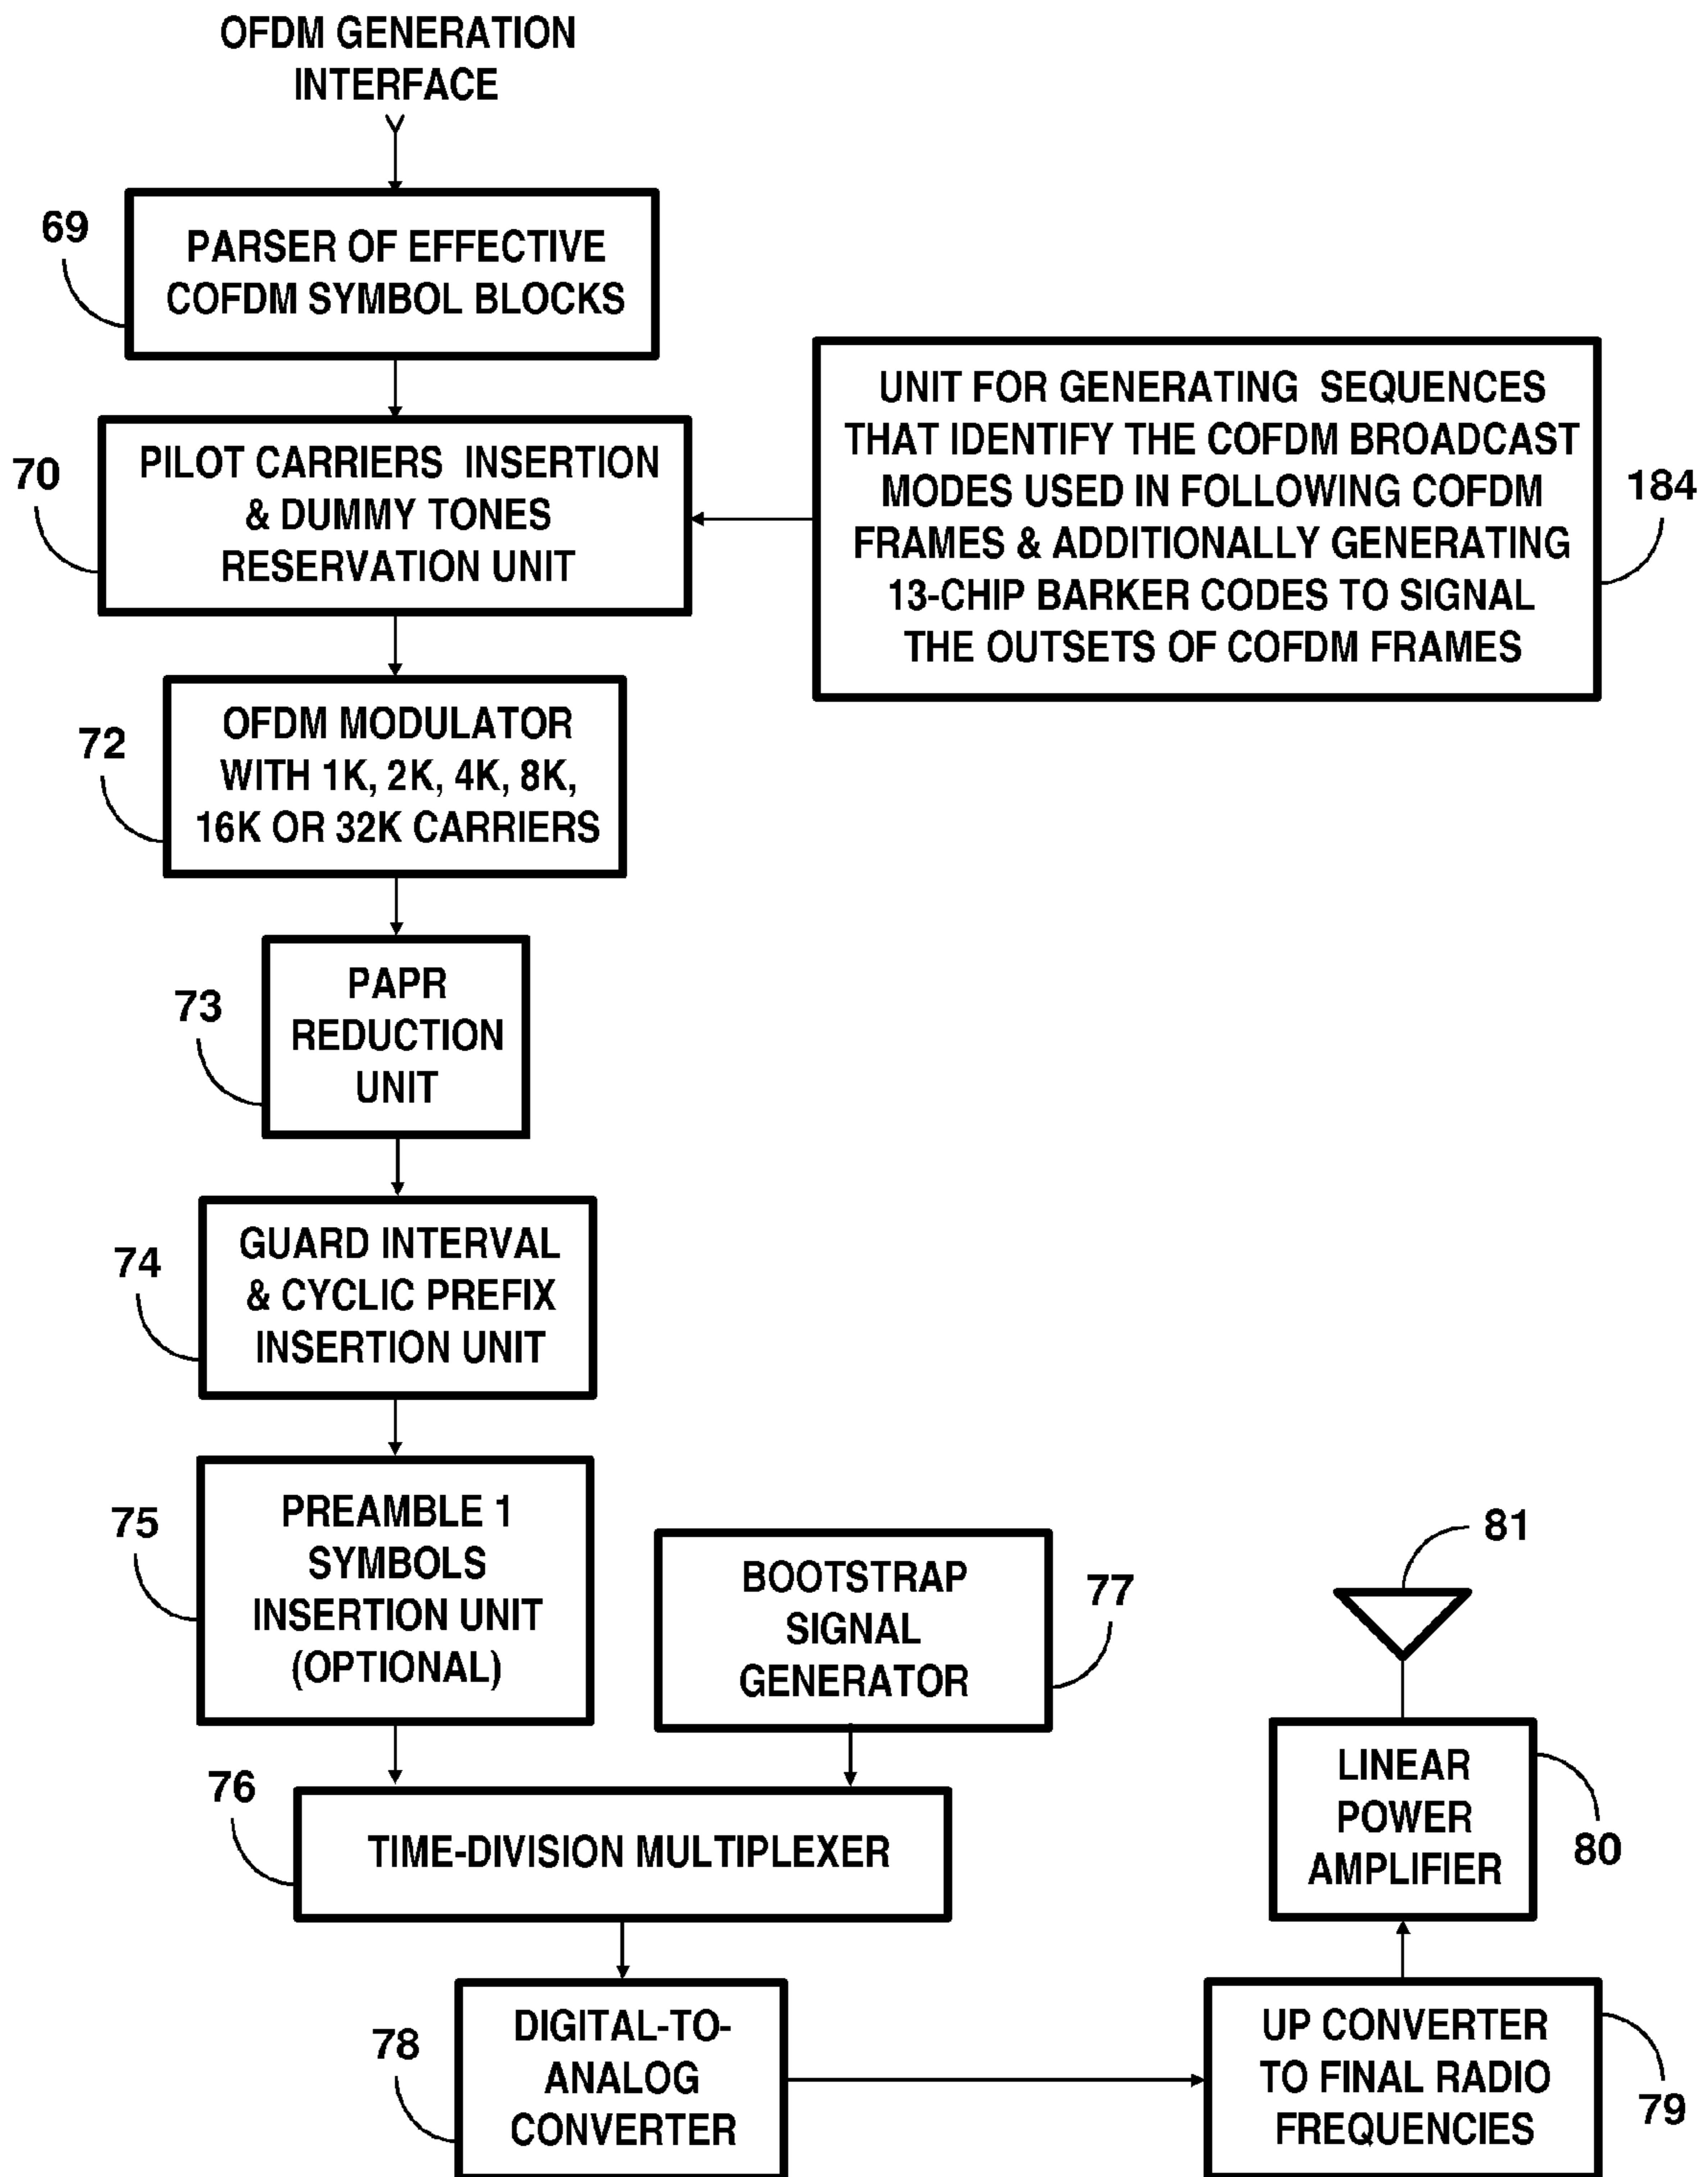 OFDM GENERATION
INTERFACE
69
PARSER OF EFFECTIVE
COFDM SYMBOL BLOCKS
70
PILOT CARRIERS INSERTION
& DUMMY TONES
RESERVATION UNIT
UNIT FOR GENERATING SEQUENCES
THAT IDENTIFY THE COFDM BROADCAST
MODES USED IN FOLLOWING COFDM
FRAMES & ADDITIONALLY GENERATING
13-CHIP BARKER CODES TO SIGNAL
THE OUTSETS OF COFDM FRAMES
184
72
OFDM MODULATOR
WITH 1K, 2K, 4K, 8K,
16K OR 32K CARRIERS
73
PAPR
REDUCTION
UNIT
74
GUARD INTERVAL
& CYCLIC PREFIX
INSERTION UNIT
75
PREAMBLE 1
SYMBOLS
INSERTION UNIT
(OPTIONAL)
BOOTSTRAP
SIGNAL
GENERATOR
77
81
76
TIME-DIVISION MULTIPLEXER
LINEAR
POWER
AMPLIFIER
80
78
DIGITAL-TO-
ANALOG
CONVERTER
UP CONVERTER
TO FINAL RADIO
FREQUENCIES
79